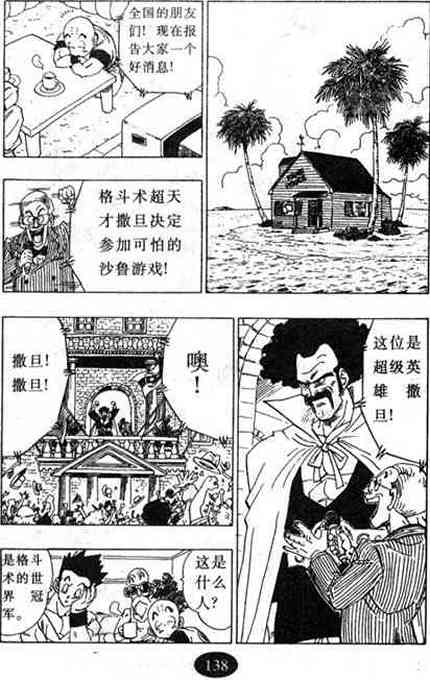 全国的朋友
们！现在报
告大家一个
好消息！
格斗术超天
才撒旦决定
参加可怕的
沙鲁游戏！
这位是
超级英
雄撒
旦！
噢！
撒旦！
撒旦！
这是
什么
人？
是格斗
术的世
界冠
军。
138